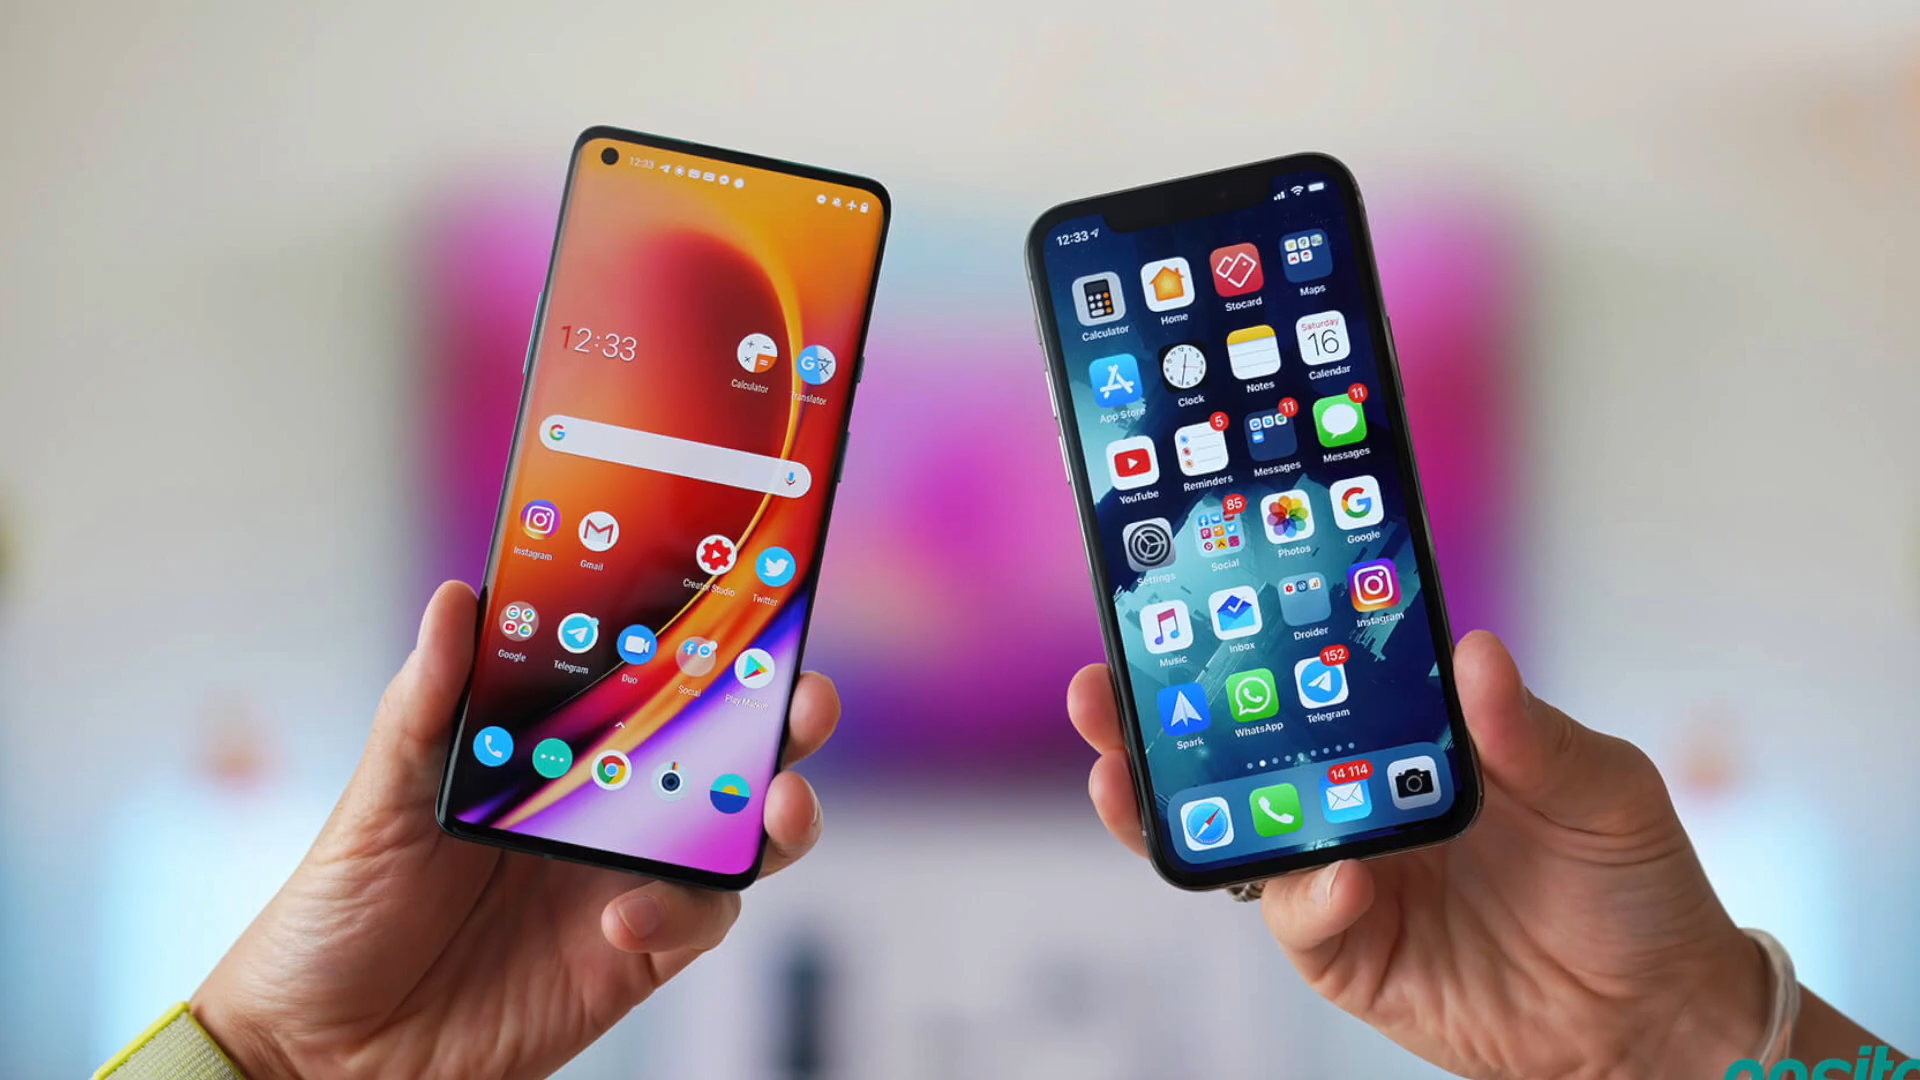 12:33
12:33
Calculator
Translator
Instagram
Gmail
Creator Studio
Twitter
Google
Telegram
Duo
Social
Play Market
12:33
Calculator
Home
Stocard
Maps
App Store
Clock
Notes
Saturday
16
Calendar
YouTube
5
Reminders
11
Messages
11
Messages
Settings
85
Social
Photos
Google
Music
Inbox
Droider
Instagram
Spark
WhatsApp
152
Telegram
14 114